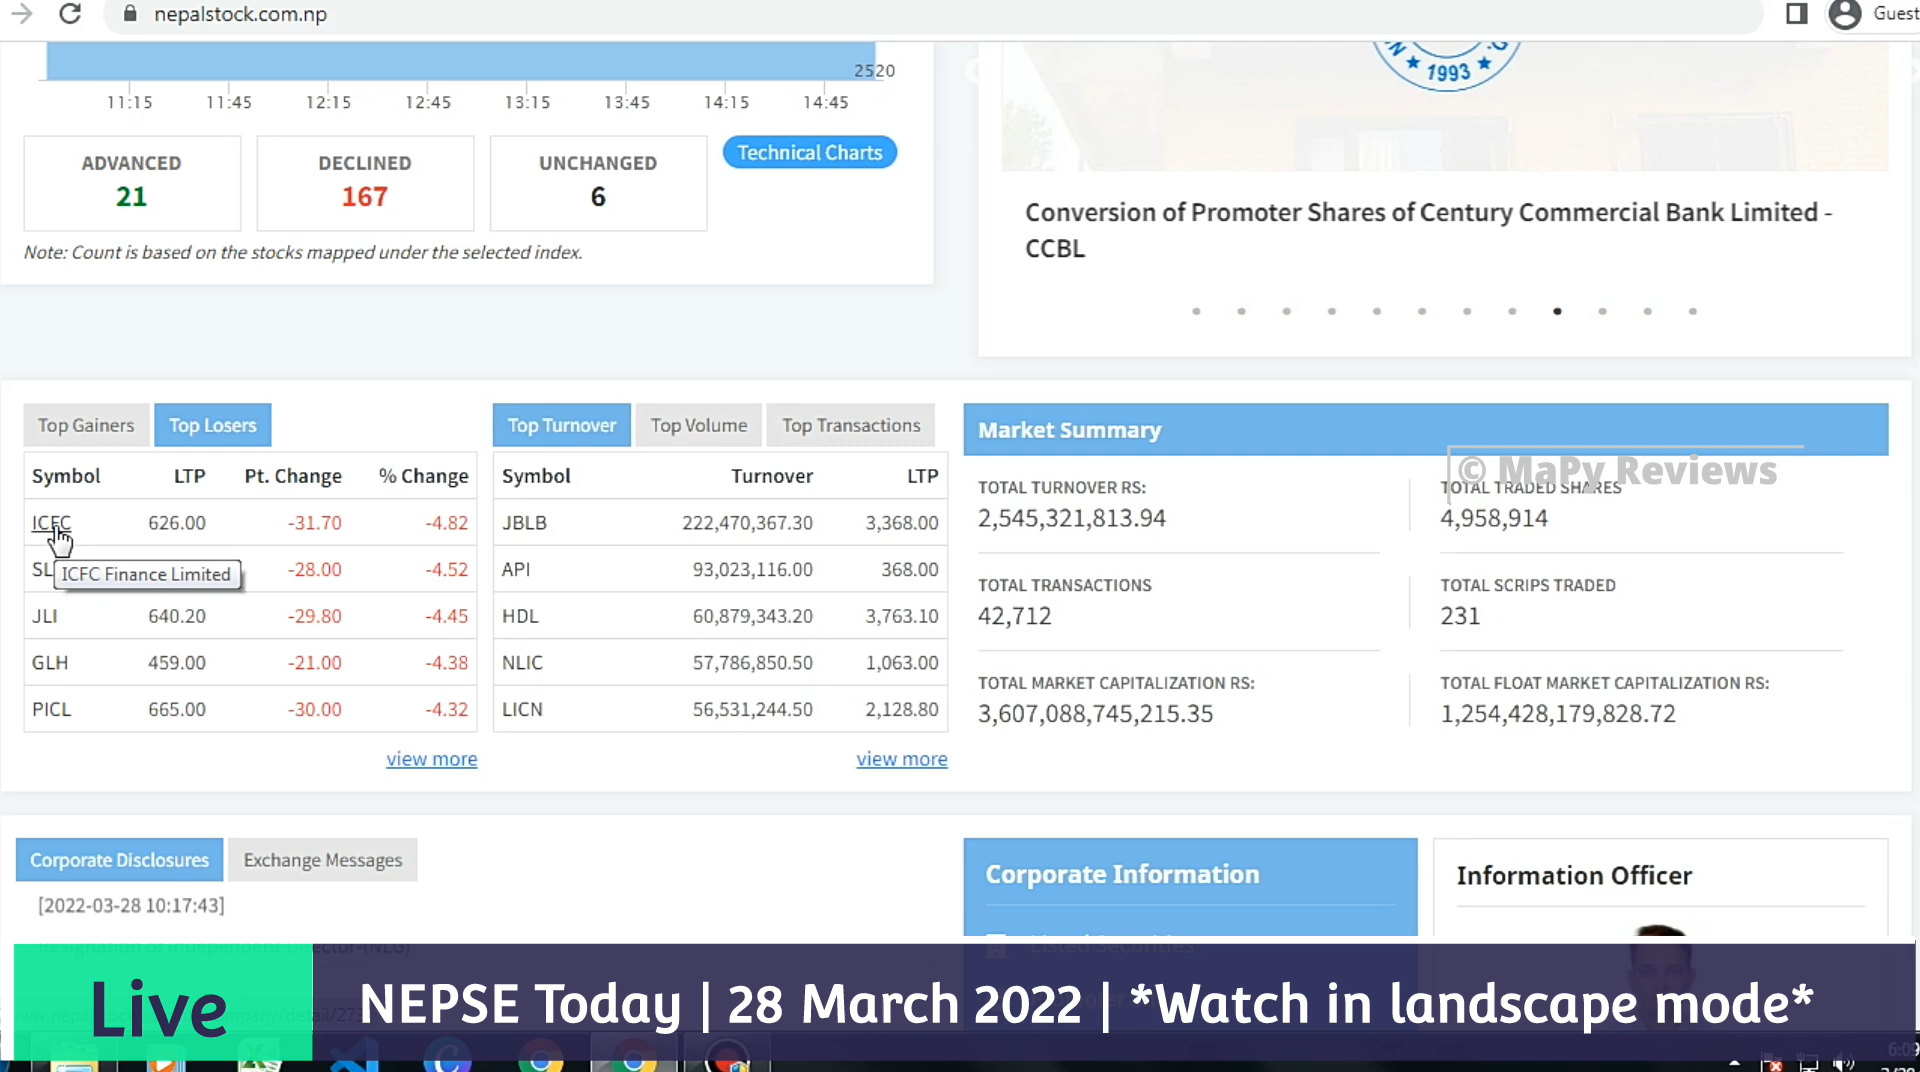 nepalstock.com.np
Guest
2520
11:15 11:45 12:15 12:45 13:15 13:45 14:15 14:45
1993
ADVANCED
21
DECLINED
167
UNCHANGED
6
Technical Charts
Note: Count is based on the stocks mapped under the selected index.
Conversion of Promoter Shares of Century Commercial Bank Limited -
CCBL
Top Gainers Top Losers
Symbol LTP Pt. Change % Change
ICFC 626.00 -31.70 -4.82
SL -28.00 -4.52
ICFC Finance Limited
JLI 640.20 -29.80 -4.45
GLH 459.00 -21.00 -4.38
PICL 665.00 -30.00 -4.32
view more
Top Turnover Top Volume Top Transactions
Symbol Turnover LTP
JBLB 222,470,367.30 3,368.00
API 93,023,116.00 368.00
HDL 60,879,343.20 3,763.10
NLIC 57,786,850.50 1,063.00
LICN 56,531,244.50 2,128.80
view more
Market Summary
© MaPy Reviews
TOTAL TURNOVER RS:
2,545,321,813.94
TOTAL TRADED SHARES
4,958,914
TOTAL TRANSACTIONS
42,712
TOTAL SCRIPS TRADED
231
TOTAL MARKET CAPITALIZATION RS:
3,607,088,745,215.35
TOTAL FLOAT MARKET CAPITALIZATION RS:
1,254,428,179,828.72
Corporate Disclosures Exchange Messages
[2022-03-28 10:17:43]
Resignation of Independent Director-(NLG)
Corporate Information
Listed Securities
Information Officer
Live
NEPSE Today | 28 March 2022 | *Watch in landscape mode*